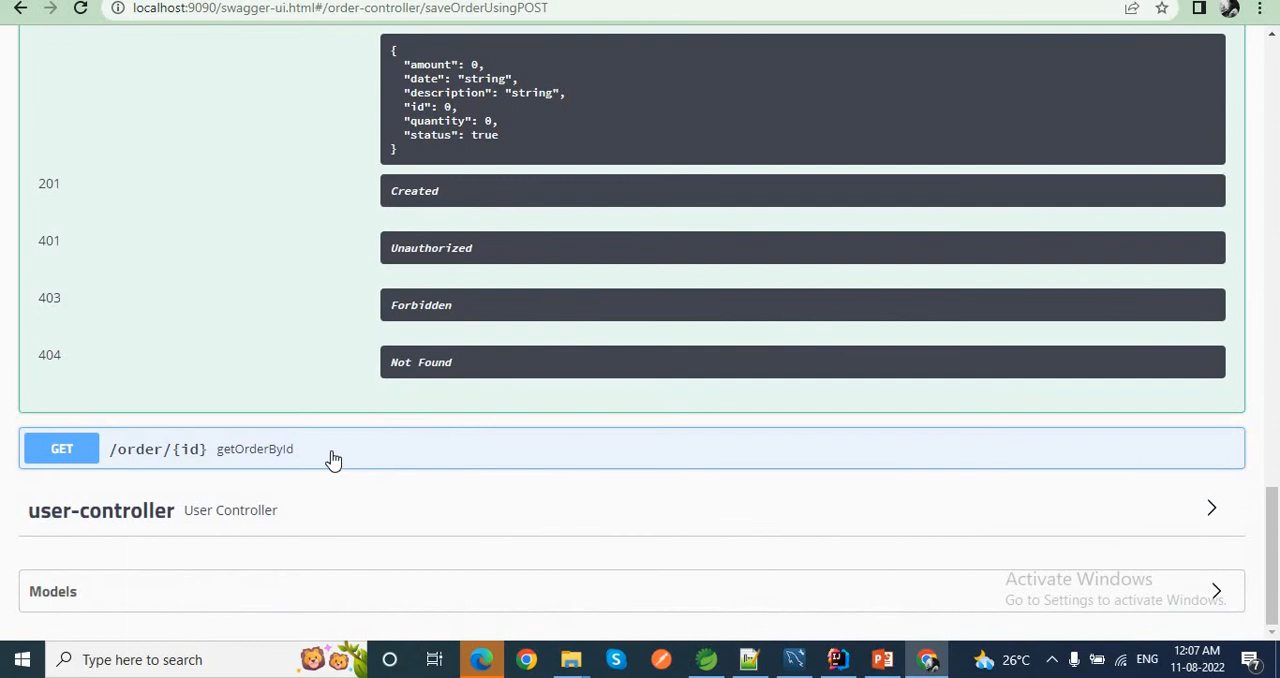 localhost:9090/swagger-ui.html#/order-controller/saveOrderUsingPOST
{
"amount": 0,
"date": "string",
"description": "string",
"id": 0,
"quantity": 0,
"status": true
}
201 Created
401 Unauthorized
403 Forbidden
404 Not Found
GET /order/{id} getOrderById
user-controller User Controller
Models
Activate Windows
Go to Settings to activate Windows.
Type here to search
26°C
ENG
12:07 AM
11-08-2022
7